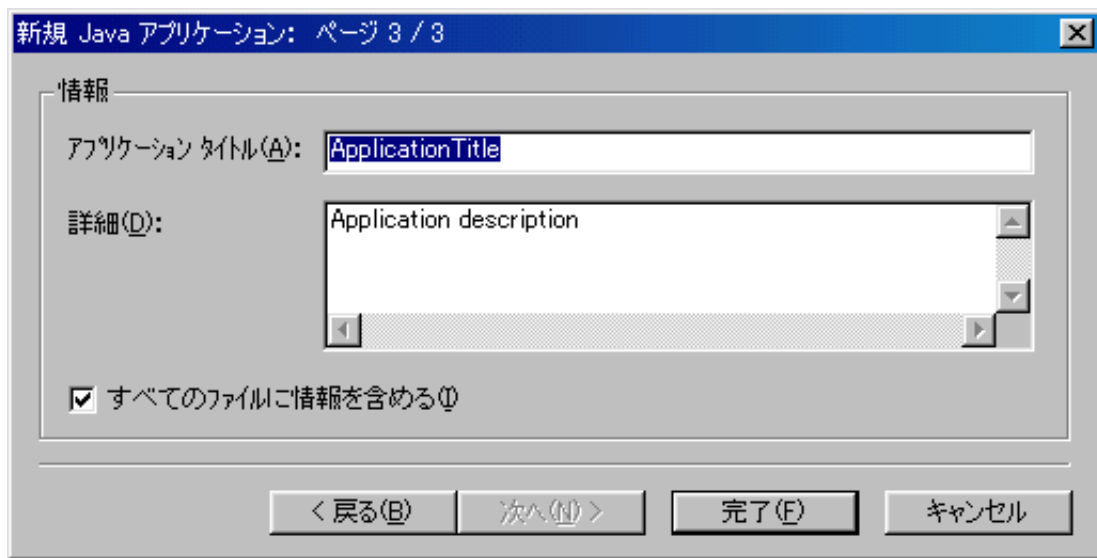 新規 Java アプリケーション: ページ 3 / 3
情報
アプリケーション タイトル(A): ApplicationTitle
詳細(D): Application description
すべてのファイルに情報を含める(I)
< 戻る(B) 次へ(N) > 完了(F) キャンセル